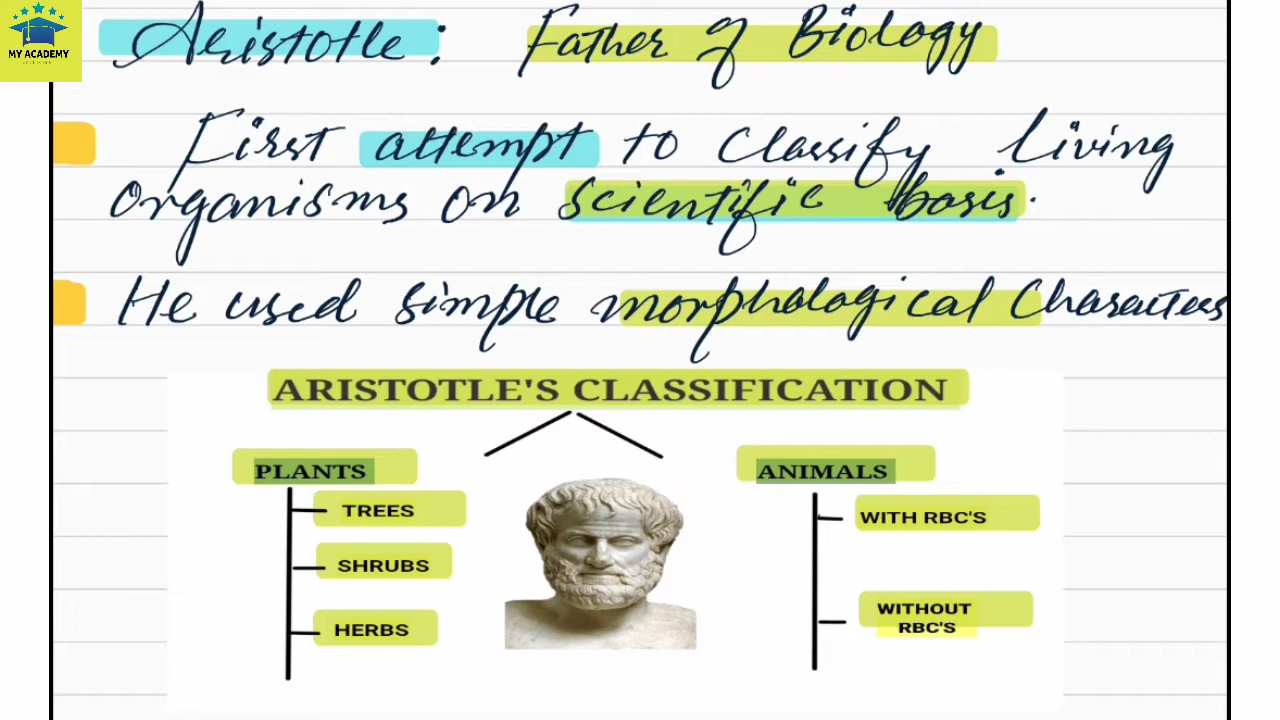 MY ACADEMY
Aristotle: Father of Biology
First attempt to classify living
organisms on scientific basis.
He used simple morphological Characters
ARISTOTLE'S CLASSIFICATION
PLANTS
TREES
SHRUBS
HERBS
ANIMALS
WITH RBC'S
WITHOUT
RBC'S